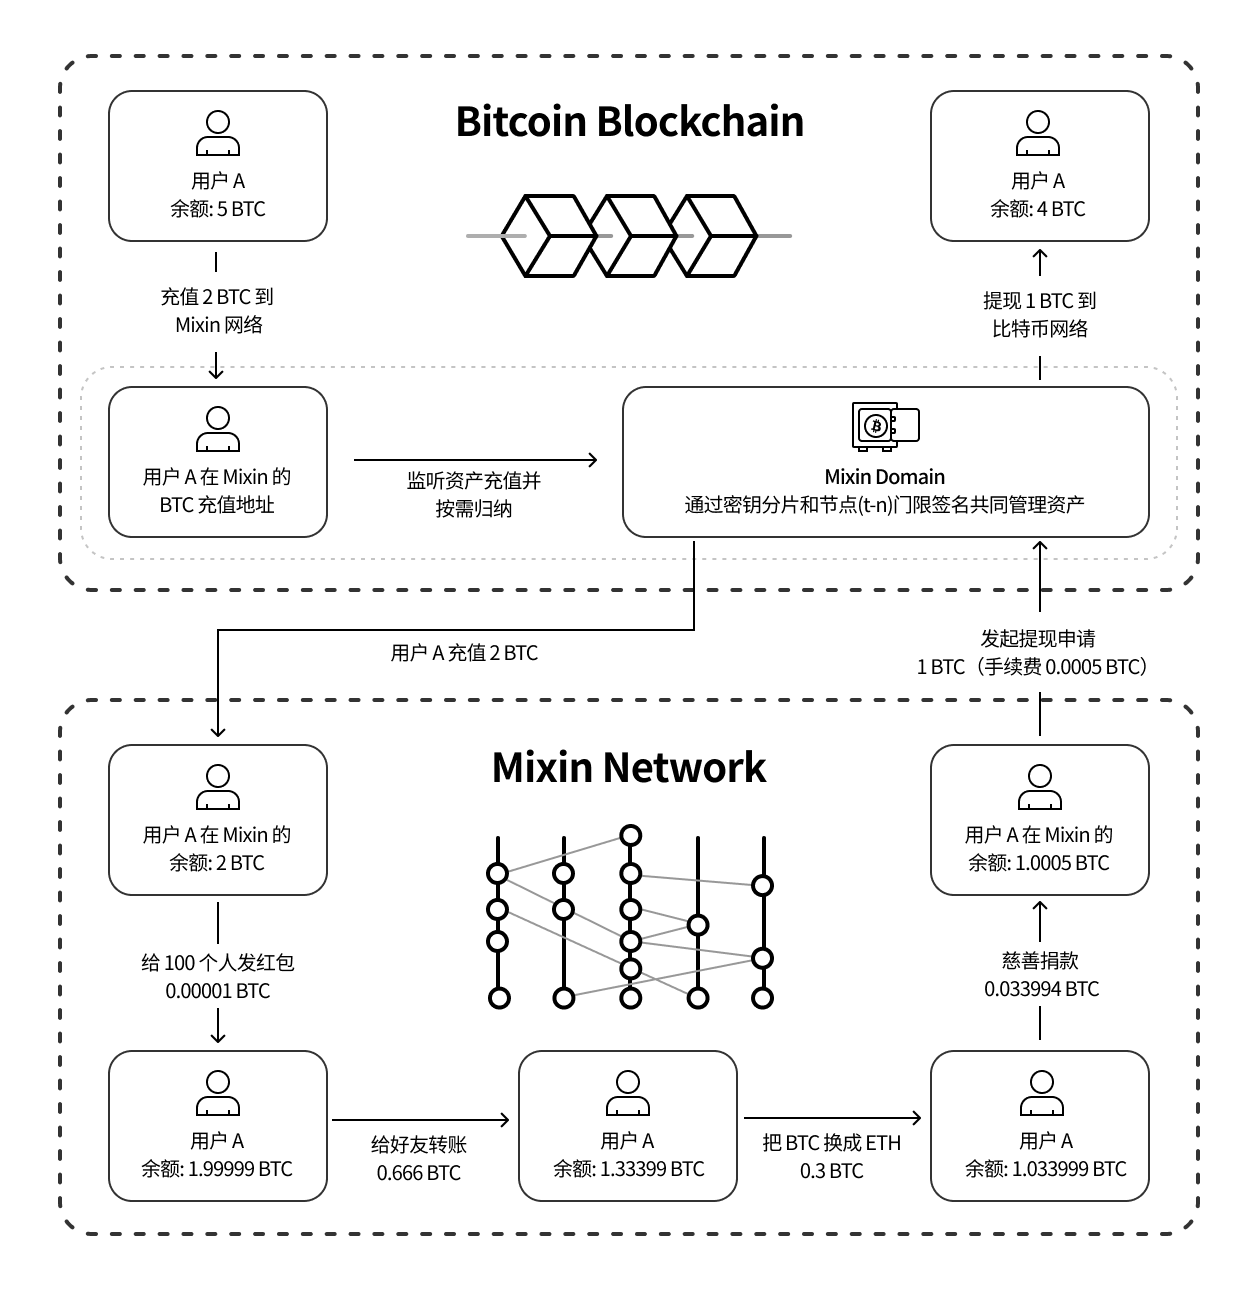 Bitcoin Blockchain
用户 A
余额: 5 BTC
用户 A
余额: 4 BTC
充值 2 BTC 到
Mixin 网络
提现 1 BTC 到
比特币网络
用户 A 在 Mixin 的
BTC 充值地址
监听资产充值并
按需归纳
Mixin Domain
通过密钥分片和节点(t-n)门限签名共同管理资产
用户 A 充值 2 BTC
发起提现申请
1 BTC（手续费 0.0005 BTC）
Mixin Network
用户 A 在 Mixin 的
余额: 2 BTC
用户 A 在 Mixin 的
余额: 1.0005 BTC
给 100 个人发红包
0.00001 BTC
慈善捐款
0.033994 BTC
用户 A
余额: 1.99999 BTC
给好友转账
0.666 BTC
用户 A
余额: 1.33399 BTC
把 BTC 换成 ETH
0.3 BTC
用户 A
余额: 1.033999 BTC